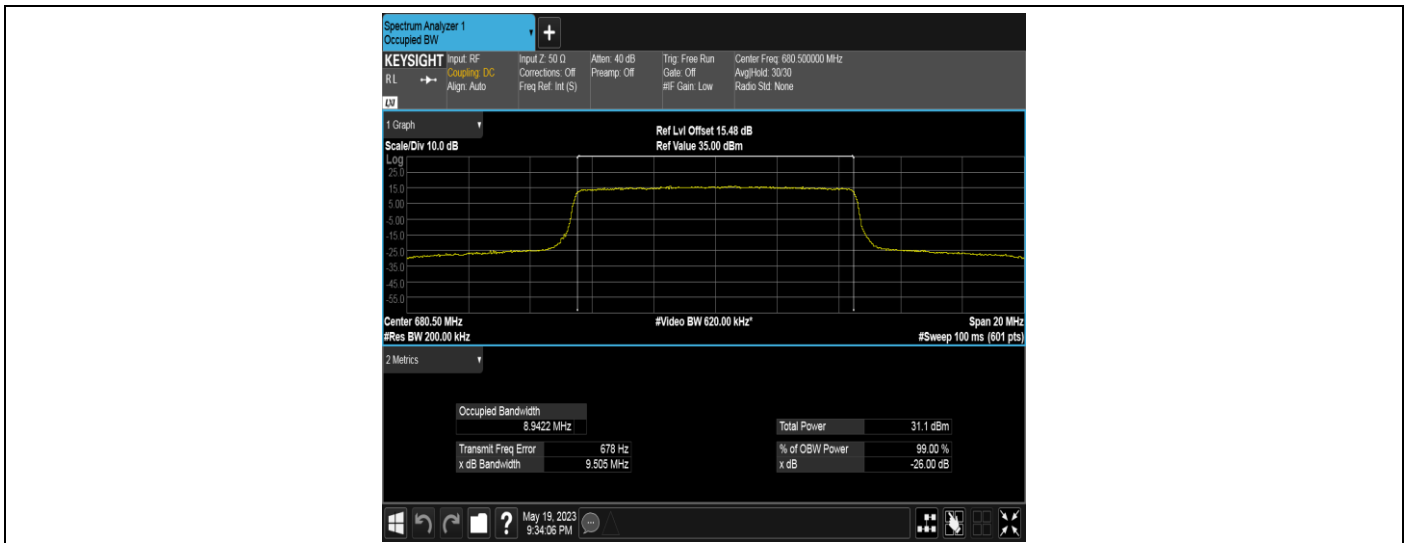 Spectrum Analyzer 1
Occupied BW
+
KEYSIGHT Input: RF Input Z: 50 Ω Atten: 40 dB Trig: Free Run Center Freq: 680.500000 MHz
RL Coupling: DC Corrections: Off Preamp: Off Gate: Off Avg|Hold: 30/30
Align: Auto Freq Ref: Int (S) #IF Gain: Low Radio Std: None
LXI
1 Graph Ref Lvl Offset 15.48 dB
Scale/Div 10.0 dB Ref Value 35.00 dBm
Log
25.0
15.0
5.00
-5.00
-15.0
-25.0
-35.0
-45.0
-55.0
Center 680.50 MHz #Video BW 620.00 kHz* Span 20 MHz
#Res BW 200.00 kHz #Sweep 100 ms (601 pts)
2 Metrics
Occupied Bandwidth
8.9422 MHz Total Power 31.1 dBm
Transmit Freq Error 678 Hz % of OBW Power 99.00 %
x dB Bandwidth 9.505 MHz x dB -26.00 dB
? May 19, 2023
9:34:06 PM